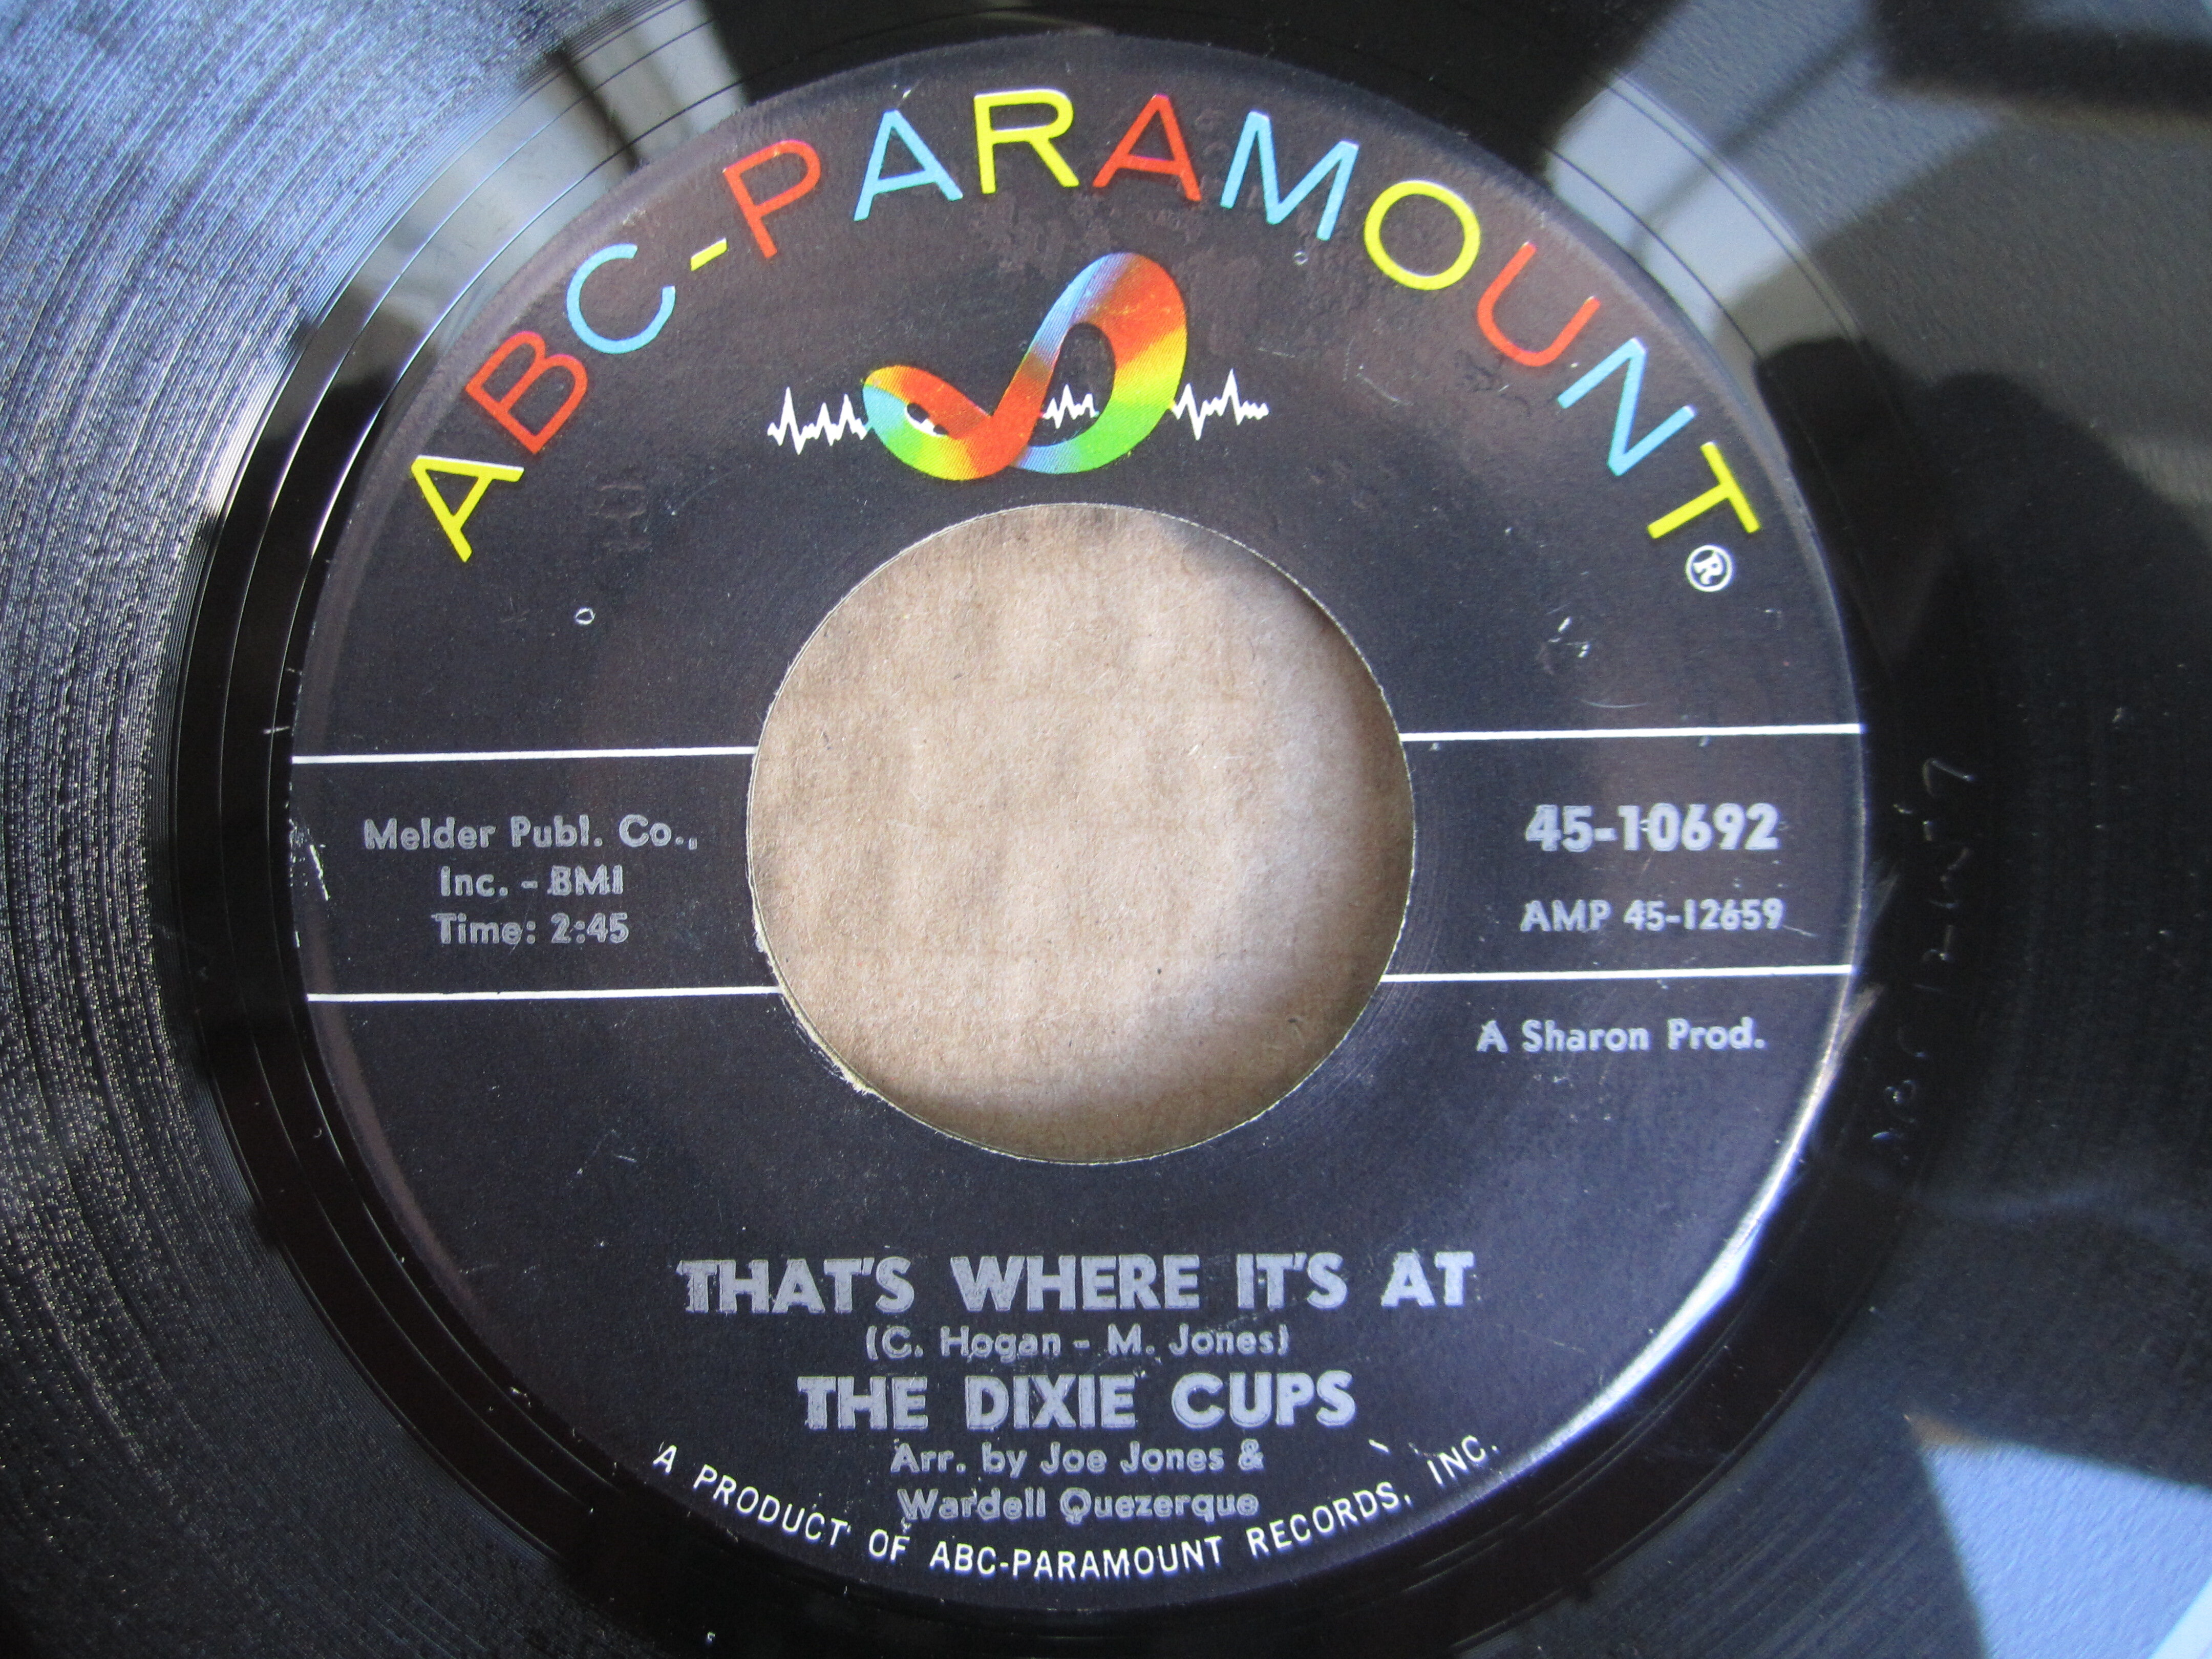 ABC-PARAMOUNT
®
Melder Publ. Co.,
Inc. - BMI
Time: 2:45
45-10692
AMP 45-12659
A Sharon Prod.
THAT'S WHERE IT'S AT
(C. Hogan - M. Jones)
THE DIXIE CUPS
Arr. by Joe Jones &
Wardell Quezerque
A PRODUCT OF ABC-PARAMOUNT RECORDS, INC.